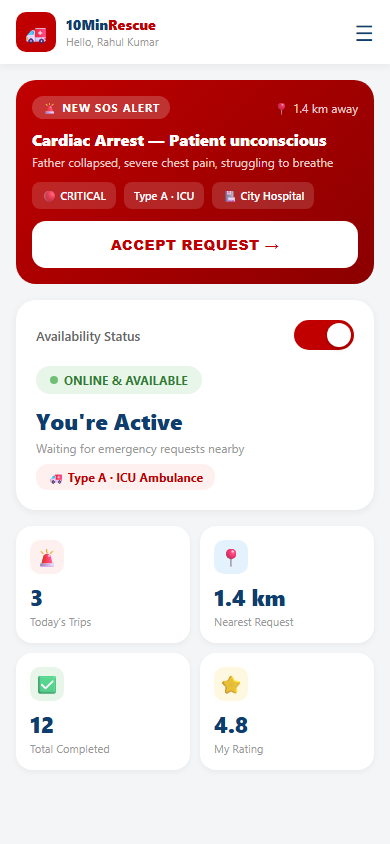 10MinRescue
Hello, Rahul Kumar
NEW SOS ALERT
1.4 km away
Cardiac Arrest — Patient unconscious
Father collapsed, severe chest pain, struggling to breathe
CRITICAL
Type A · ICU
City Hospital
ACCEPT REQUEST →
Availability Status
ONLINE & AVAILABLE
You're Active
Waiting for emergency requests nearby
Type A · ICU Ambulance
3
Today's Trips
1.4 km
Nearest Request
12
Total Completed
4.8
My Rating